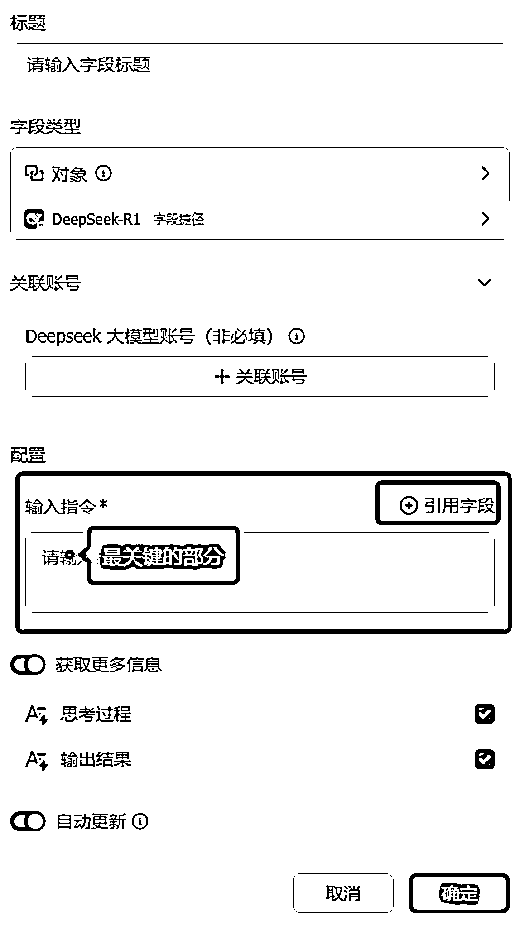 标题
请输入字段标题
字段类型
对象
DeepSeek-R1 字段捷径
关联账号
Deepseek 大模型账号（非必填）
+ 关联账号
配置
输入指令* 引用字段
请输
最关键的部分
获取更多信息
思考过程
输出结果
自动更新
取消 确定